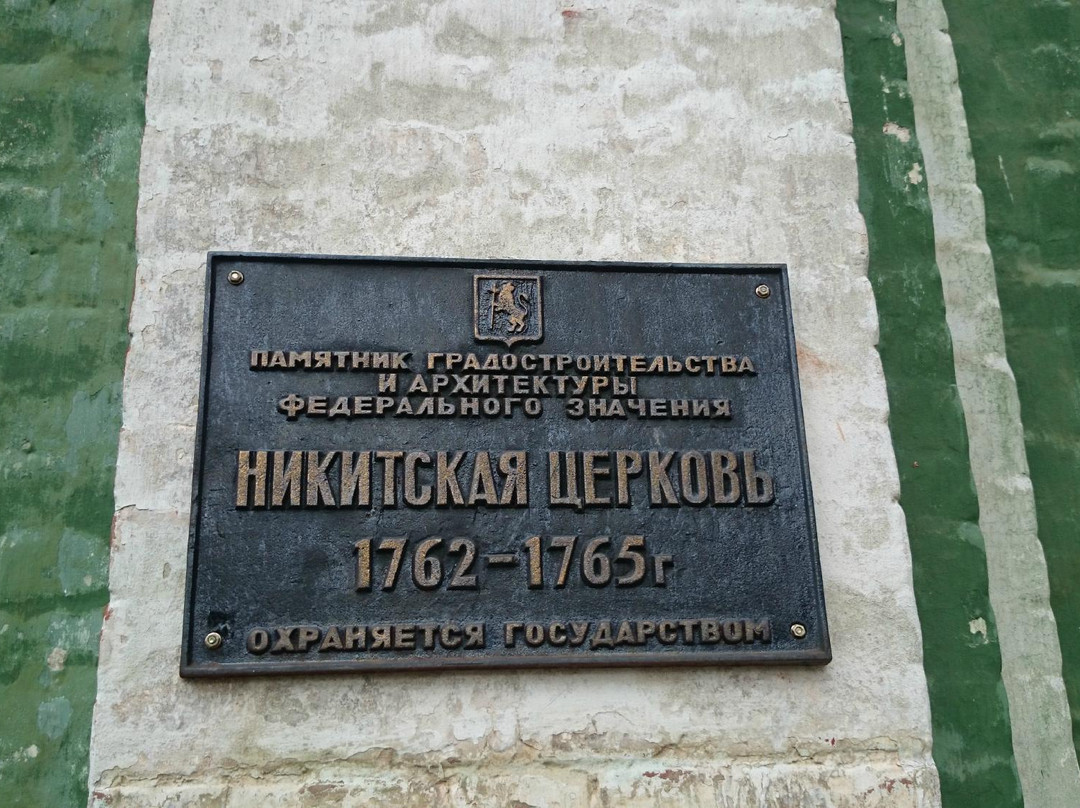 ПАМЯТНИК ГРАДОСТРОИТЕЛЬСТВА
И АРХИТЕКТУРЫ
ФЕДЕРАЛЬНОГО ЗНАЧЕНИЯ
НИКИТСКАЯ ЦЕРКОВЬ
1762-1765г
ОХРАНЯЕТСЯ ГОСУДАРСТВОМ